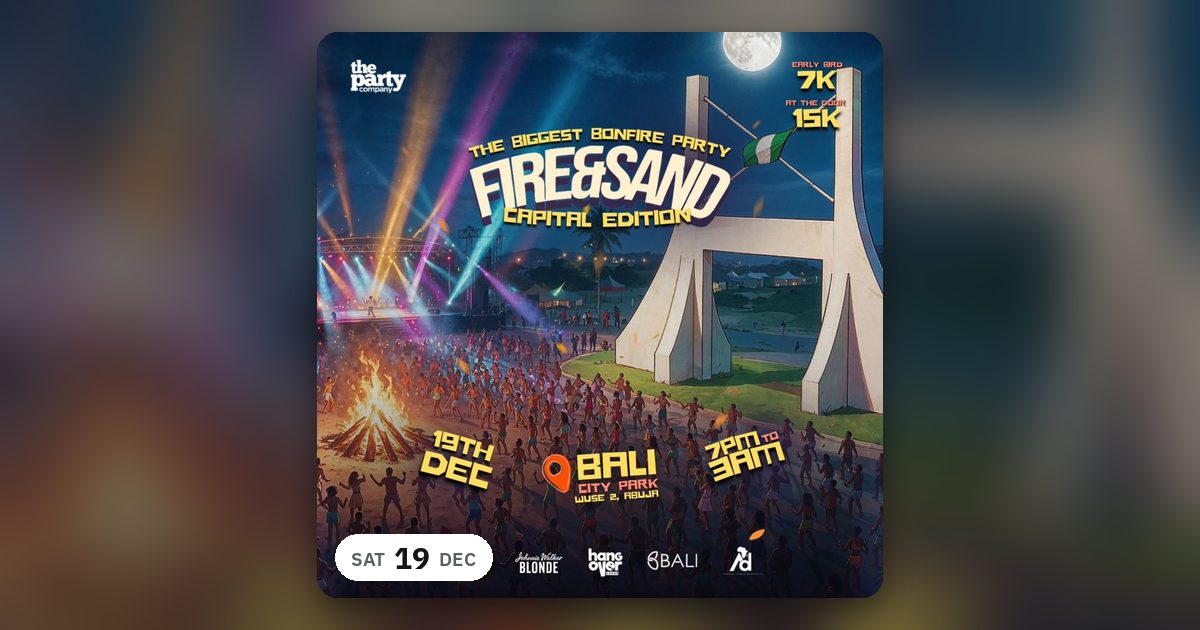 the
party
company
EARLY BIRD
7K
AT THE DOOR
15K
THE BIGGEST BONFIRE PARTY
FIRE&SAND
CAPITAL EDITION
19TH
DEC
BALI
CITY PARK
WUSE 2, ABUJA
7PM TO
3AM
SAT 19 DEC
Johnnie Walker
BLONDE
hang
over
BALI